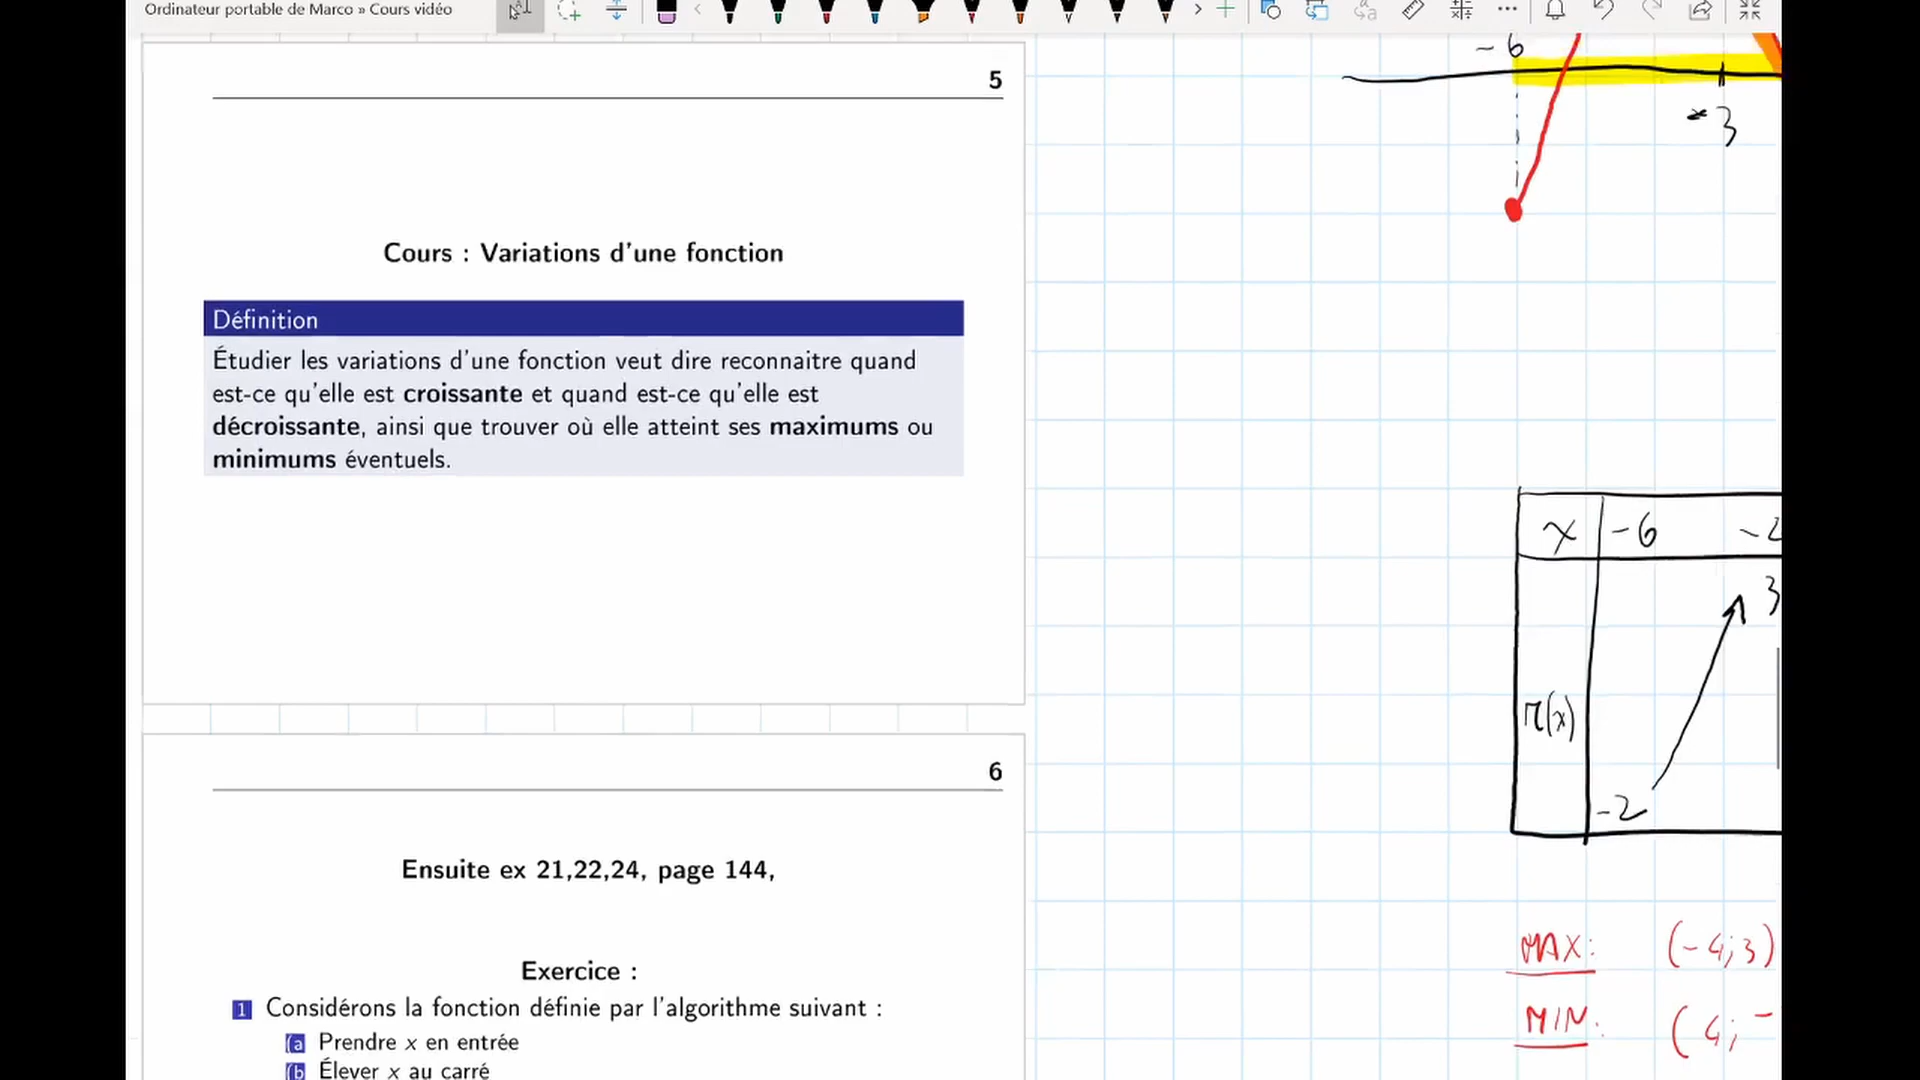 Ordinateur portable de Marco » Cours vidéo
5
Cours : Variations d'une fonction
Définition
Étudier les variations d'une fonction veut dire reconnaitre quand
est-ce qu'elle est croissante et quand est-ce qu'elle est
décroissante, ainsi que trouver où elle atteint ses maximums ou
minimums éventuels.
6
Ensuite ex 21,22,24, page 144,
Exercice :
1 Considérons la fonction définie par l'algorithme suivant :
(a Prendre x en entrée
(b Élever x au carré
-6
3
x -6 -2
3
(x)
-2
MAX: (-4;3)
MIN: (4; -